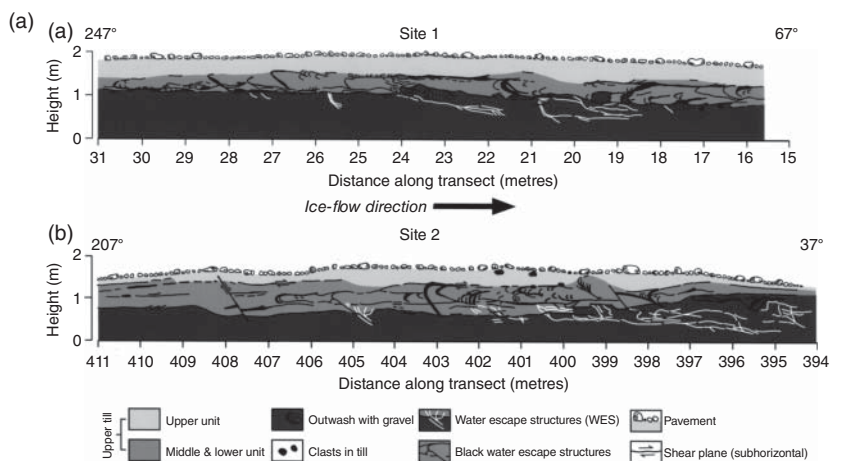 (a)
(a)
247°
Site 1
67°
Height (m)
2
1
0
31 30 29 28 27 26 25 24 23 22 21 20 19 18 17 16 15
Distance along transect (metres)
Ice-flow direction
(b)
207°
Site 2
37°
Height (m)
2
1
0
411 410 409 408 407 406 405 404 403 402 401 400 399 398 397 396 395 394
Distance along transect (metres)
Upper till
Upper unit
Outwash with gravel
Water escape structures (WES)
Pavement
Middle & lower unit
Clasts in till
Black water escape structures
Shear plane (subhorizontal)